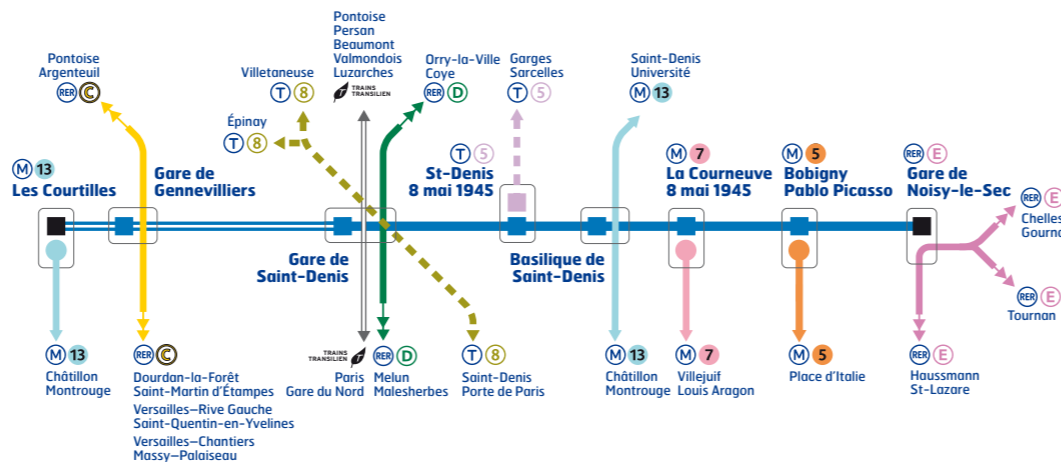 Pontoise
Argenteuil
RER C
Villetaneuse
T 8
Épinay
T 8
Pontoise
Persan
Beaumont
Valmondois
Luzarches
TRAINS
TRANSILIEN
Orry-la-Ville
Coye
RER D
Garges
Sarcelles
T 5
Saint-Denis
Université
M 13
M 13
Les Courtilles
Gare de
Gennevilliers
Gare de
Saint-Denis
T 5
St-Denis
8 mai 1945
Basilique de
Saint-Denis
M 7
La Courneuve
8 mai 1945
M 5
Bobigny
Pablo Picasso
RER E
Gare de
Noisy-le-Sec
RER E
Chelles
Gourna
RER E
Tournan
M 13
Châtillon
Montrouge
RER C
Dourdan-la-Forêt
Saint-Martin d'Étampes
Versailles–Rive Gauche
Saint-Quentin-en-Yvelines
Versailles–Chantiers
Massy–Palaiseau
TRAINS
TRANSILIEN
Paris
Gare du Nord
RER D
Melun
Malesherbes
T 8
Saint-Denis
Porte de Paris
M 13
Châtillon
Montrouge
M 7
Villejuif
Louis Aragon
M 5
Place d'Italie
RER E
Haussmann
St-Lazare